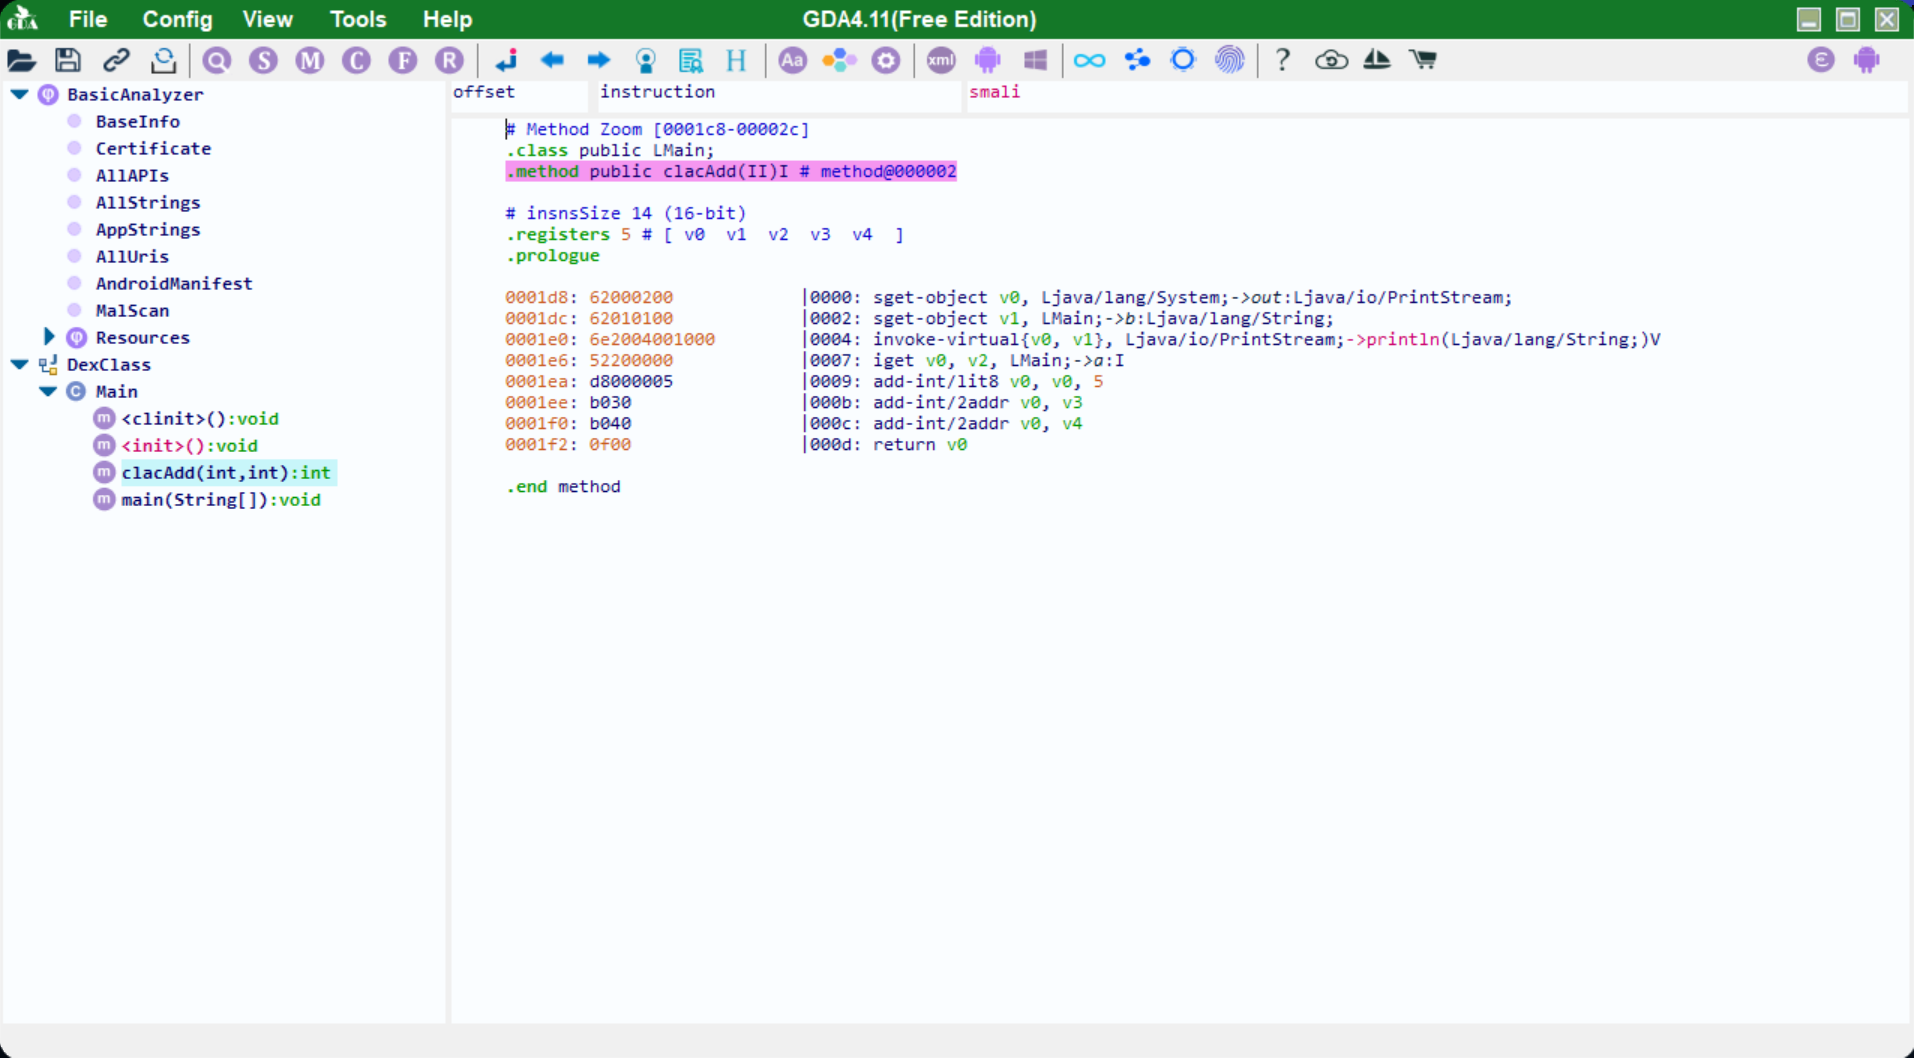 GDA File Config View Tools Help GDA4.11(Free Edition)
Q S M C F R H Aa xml ?
BasicAnalyzer
BaseInfo
Certificate
AllAPIs
AllStrings
AppStrings
AllUris
AndroidManifest
MalScan
Resources
DexClass
C Main
m <clinit>():void
m <init>():void
m clacAdd(int,int):int
m main(String[]):void
offset instruction smali
# Method Zoom [0001c8-00002c]
.class public LMain;
.method public clacAdd(II)I # method@000002
# insnsSize 14 (16-bit)
.registers 5 # [ v0 v1 v2 v3 v4 ]
.prologue
0001d8: 62000200 |0000: sget-object v0, Ljava/lang/System;->out:Ljava/io/PrintStream;
0001dc: 62010100 |0002: sget-object v1, LMain;->b:Ljava/lang/String;
0001e0: 6e2004001000 |0004: invoke-virtual{v0, v1}, Ljava/io/PrintStream;->println(Ljava/lang/String;)V
0001e6: 52200000 |0007: iget v0, v2, LMain;->a:I
0001ea: d8000005 |0009: add-int/lit8 v0, v0, 5
0001ee: b030 |000b: add-int/2addr v0, v3
0001f0: b040 |000c: add-int/2addr v0, v4
0001f2: 0f00 |000d: return v0
.end method